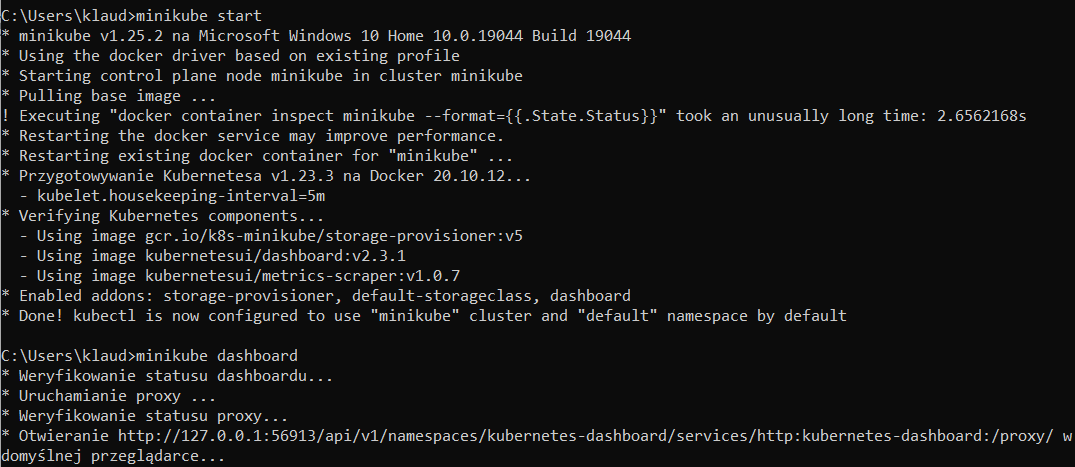 C:\Users\klaud>minikube start
* minikube v1.25.2 na Microsoft Windows 10 Home 10.0.19044 Build 19044
* Using the docker driver based on existing profile
* Starting control plane node minikube in cluster minikube
* Pulling base image ...
! Executing "docker container inspect minikube --format={{.State.Status}}" took an unusually long time: 2.6562168s
* Restarting the docker service may improve performance.
* Restarting existing docker container for "minikube" ...
* Przygotowywanie Kubernetesa v1.23.3 na Docker 20.10.12...
  - kubelet.housekeeping-interval=5m
* Verifying Kubernetes components...
  - Using image gcr.io/k8s-minikube/storage-provisioner:v5
  - Using image kubernetesui/dashboard:v2.3.1
  - Using image kubernetesui/metrics-scraper:v1.0.7
* Enabled addons: storage-provisioner, default-storageclass, dashboard
* Done! kubectl is now configured to use "minikube" cluster and "default" namespace by default
C:\Users\klaud>minikube dashboard
* Weryfikowanie statusu dashboardu...
* Uruchamianie proxy ...
* Weryfikowanie statusu proxy...
* Otwieranie http://127.0.0.1:56913/api/v1/namespaces/kubernetes-dashboard/services/http:kubernetes-dashboard:/proxy/ w
domyślnej przeglądarce...